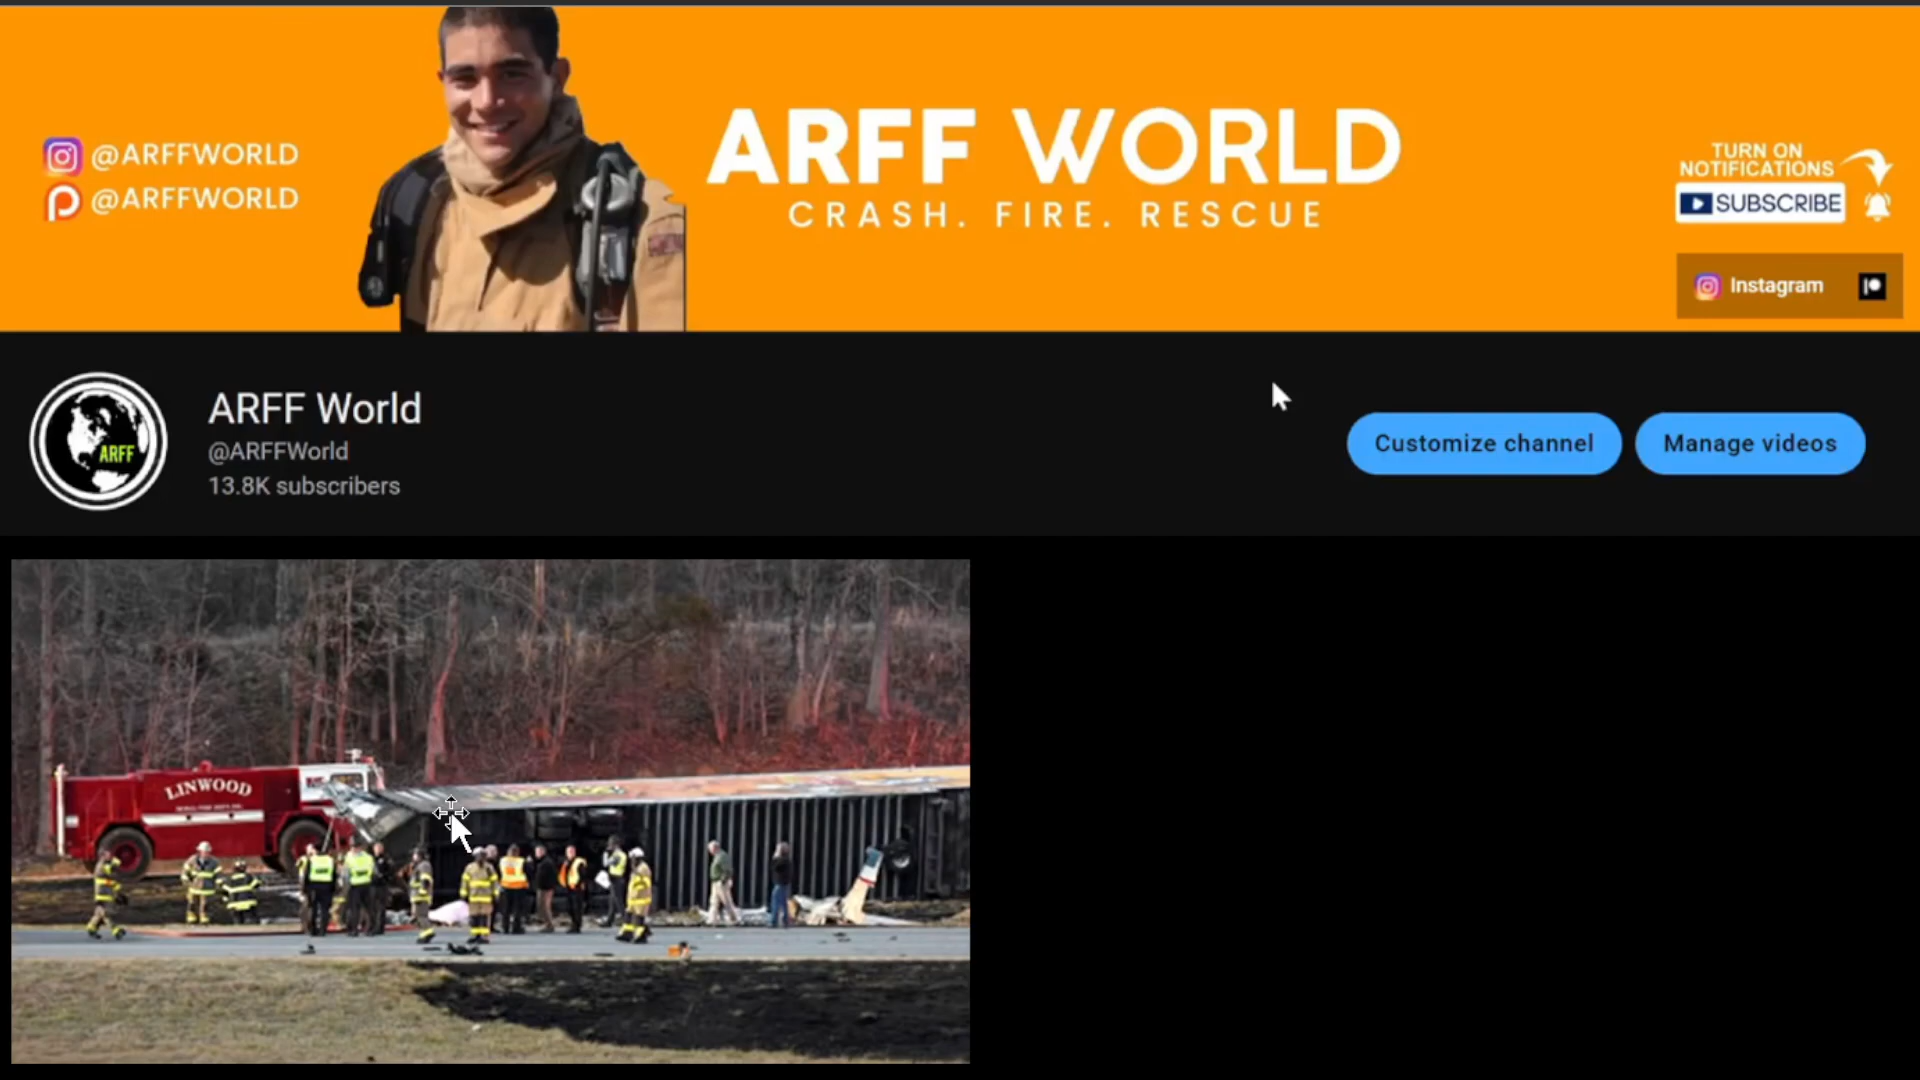 @ARFFWORLD
@ARFFWORLD
ARFF WORLD
CRASH. FIRE. RESCUE
TURN ON
NOTIFICATIONS
SUBSCRIBE
Instagram
ARFF
ARFF World
@ARFFWorld
13.8K subscribers
Customize channel
Manage videos
LINWOOD